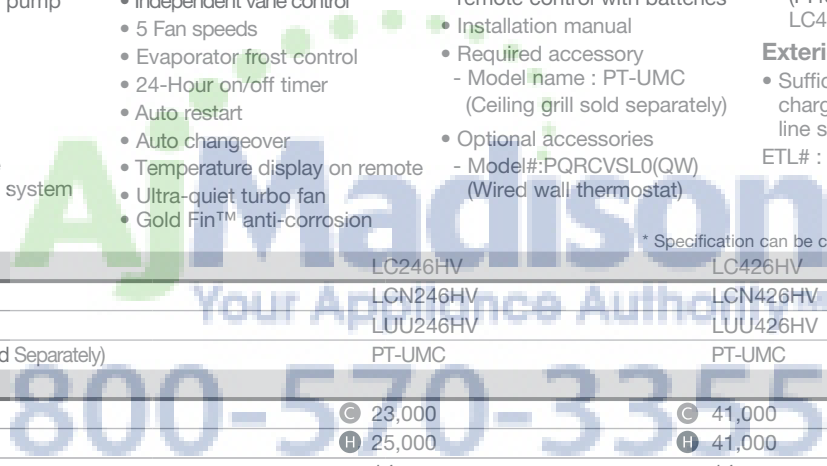 pump
system
• Independent vane control
• 5 Fan speeds
• Evaporator frost control
• 24-Hour on/off timer
• Auto restart
• Auto changeover
• Temperature display on remote
• Ultra-quiet turbo fan
• Gold Fin™ anti-corrosion
remote control with batteries
• Installation manual
• Required accessory
- Model name : PT-UMC
(Ceiling grill sold separately)
• Optional accessories
- Model#:PQRCVSL0(QW)
(Wired wall thermostat)
LC4
Exteri
• Suffic
charg
line s
ETL# :
* Specification can be c
LC246HV LC426HV
LCN246HV LCN426HV
LUU246HV LUU426HV
d Separately) PT-UMC PT-UMC
C 23,000 C 41,000
H 25,000 H 41,000
AjMadison
Your Appliance Authority
800-570-3355